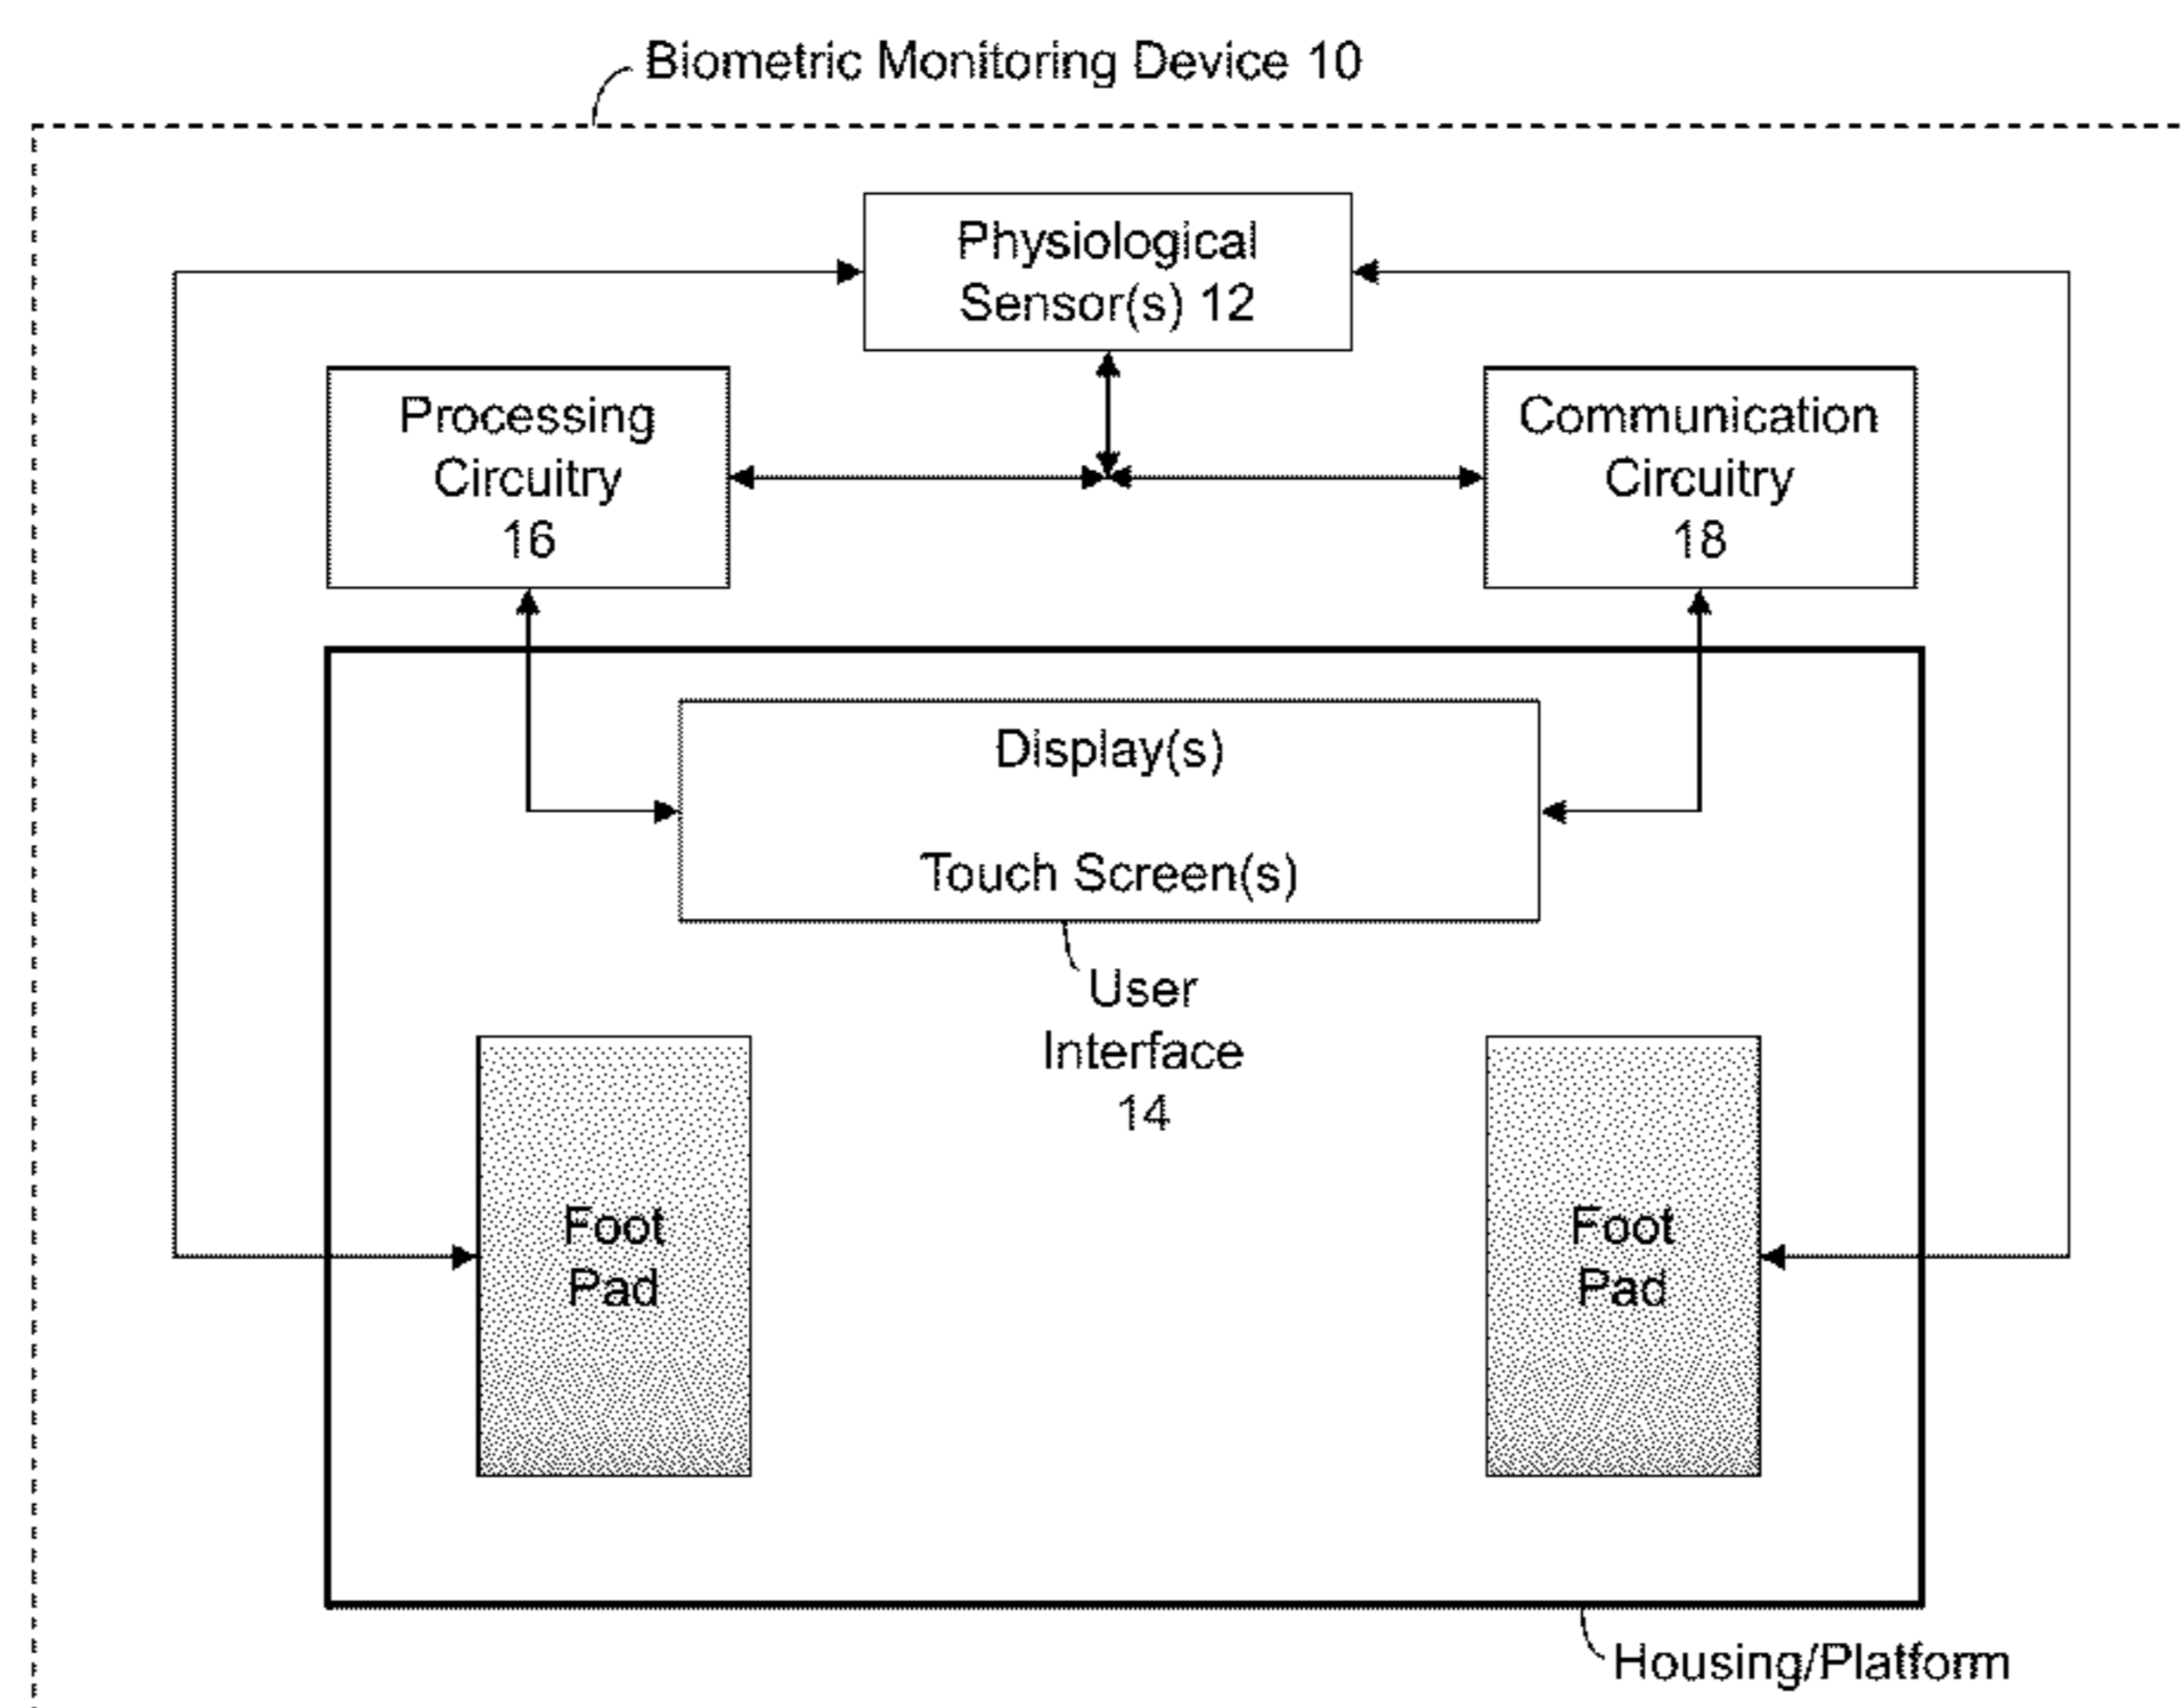 Biometric Monitoring Device 10
Physiological
Sensor(s) 12
Processing
Circuitry
16
Communication
Circuitry
18
Display(s)
Touch Screen(s)
User
Interface
14
Foot
Pad
Foot
Pad
Housing/Platform